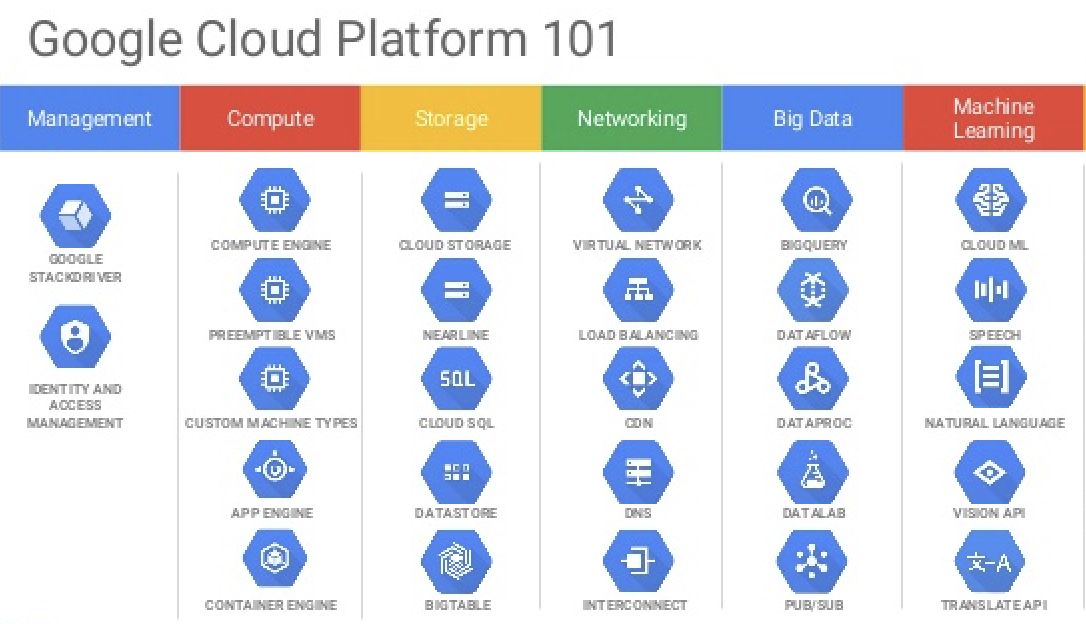 Google Cloud Platform 101
Management
Compute
Storage
Networking
Big Data
Machine
Learning
GOOGLE
STACKDRIVER
IDENTITY AND
ACCESS
MANAGEMENT
COMPUTE ENGINE
PREEMPTIBLE VMS
CUSTOM MACHINE TYPES
APP ENGINE
CONTAINER ENGINE
CLOUD STORAGE
NEARLINE
SQL
CLOUD SQL
DATASTORE
BIGTABLE
VIRTUAL NETWORK
LOAD BALANCING
CDN
DNS
INTERCONNECT
BIGQUERY
DATAFLOW
DATAPROC
DATALAB
PUB/SUB
CLOUD ML
SPEECH
NATURAL LANGUAGE
VISION API
文-A
TRANSLATE API